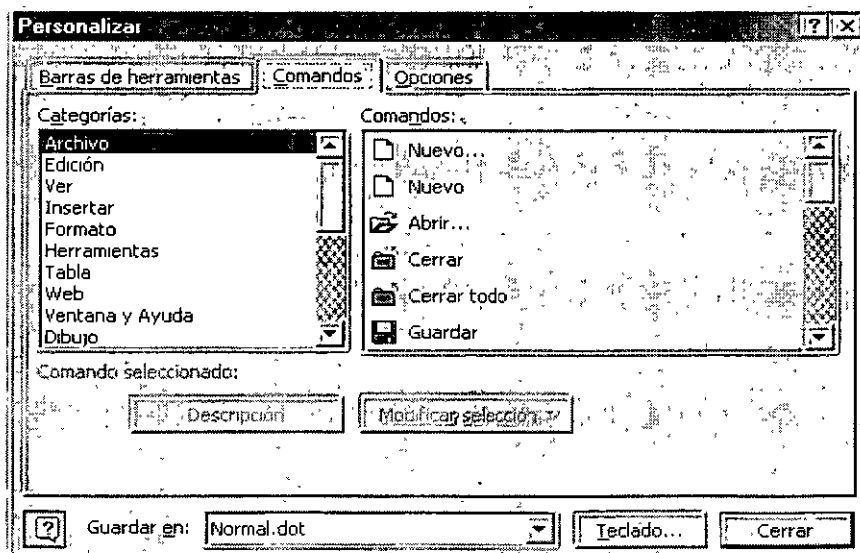 Personalizar
Barras de herramientas Comandos Opciones
Categorías: Comandos:
Archivo
Edición
Ver
Insertar
Formato
Herramientas
Tabla
Web
Ventana y Ayuda
Dibujo
Nuevo...
Nuevo
Abrir...
Cerrar
Cerrar todo
Guardar
Comando seleccionado:
Descripción Modificar selección
Guardar en: Normal.dot Teclado... Cerrar